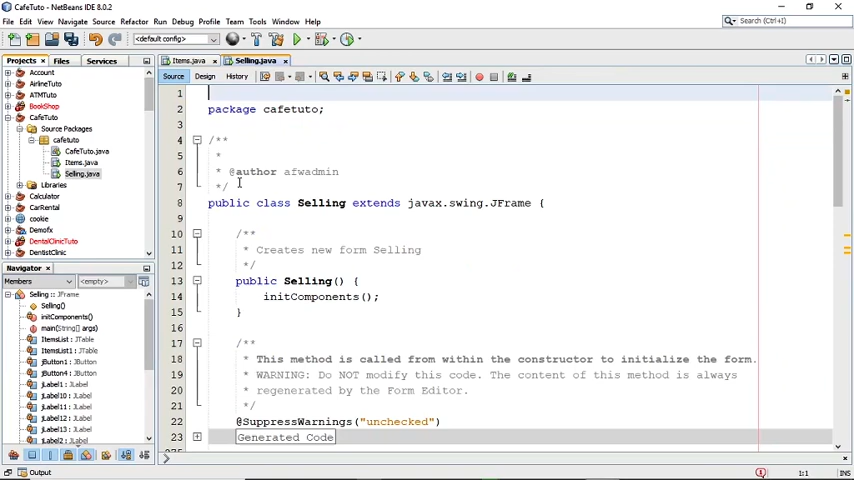 CafeTuto - NetBeans IDE 8.0.2
File Edit View Navigate Source Refactor Run Debug Profile Team Tools Window Help
Search (Ctrl+I)
<default config>
Projects Files Services
Items.java Selling.java
Source Design History
Account
AirlineTuto
ATMTuto
BookShop
CafeTuto
Source Packages
cafetuto
CafeTuto.java
Items.java
Selling.java
Libraries
Calculator
CarRental
cookie
Demofx
DentalClinicTuto
DentistClinic
Navigator
Members <empty>
Selling :: JFrame
Selling()
initComponents()
main(String[] args)
ItemsList : JTable
ItemsList1 : JTable
jButton1 : JButton
jButton4 : JButton
jLabel1 : JLabel
jLabel10 : JLabel
jLabel11 : JLabel
jLabel12 : JLabel
jLabel13 : JLabel
jLabel2 : JLabel
1
2 package cafetuto;
3
4 /**
5 *
6 * @author afwadmin
7 */
8 public class Selling extends javax.swing.JFrame {
9
10 /**
11 * Creates new form Selling
12 */
13 public Selling() {
14 initComponents();
15 }
16
17 /**
18 * This method is called from within the constructor to initialize the form.
19 * WARNING: Do NOT modify this code. The content of this method is always
20 * regenerated by the Form Editor.
21 */
22 @SuppressWarnings("unchecked")
23 Generated Code
Output
1:1 INS